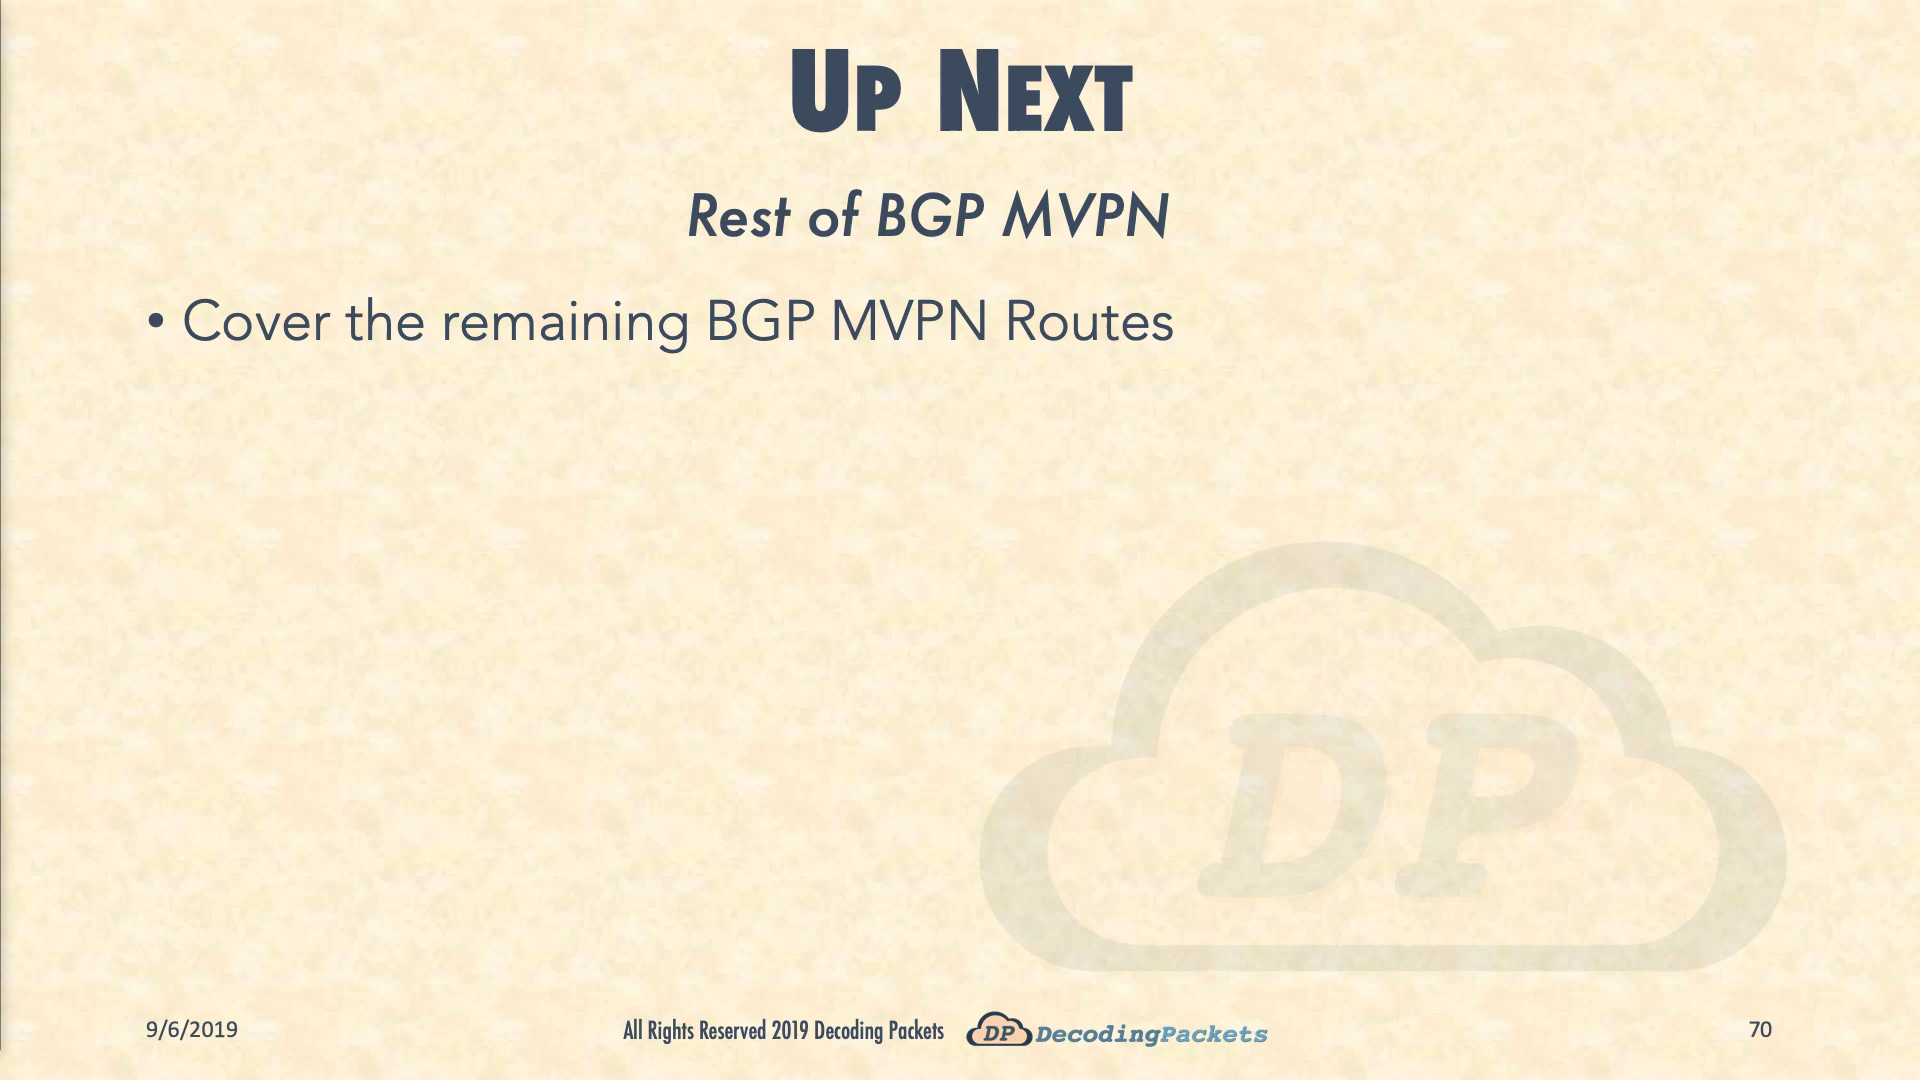 Up Next
Rest of BGP MVPN
• Cover the remaining BGP MVPN Routes
DP
9/6/2019
All Rights Reserved 2019 Decoding Packets
DP DecodingPackets
70